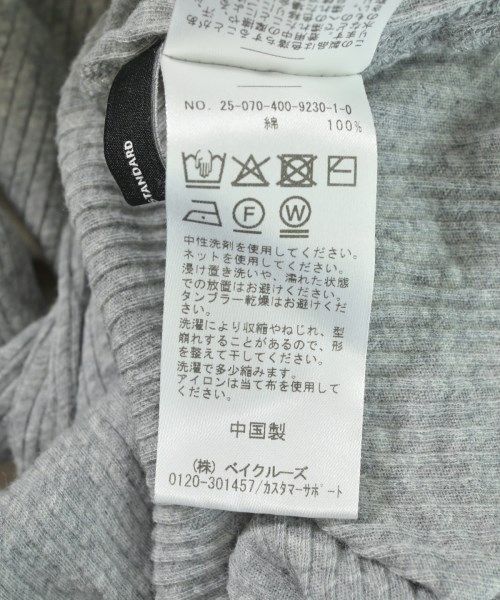 STANDARD
NO. 25-070-400-9230-1-0
綿 100%
F W
中性洗剤を使用してください。
ネットを使用してください。
浸け置き洗いや、濡れた状態
での放置はお避けください。
タンブラー乾燥はお避けくだ
さい。
洗濯により収縮やねじれ、型
崩れすることがあるので、形
を整えて干してください。
洗濯で多少縮みます。
アイロンは当て布を使用して
ください。
中国製
(株) ベイクルーズ
0120-301457/カスタマーサポート